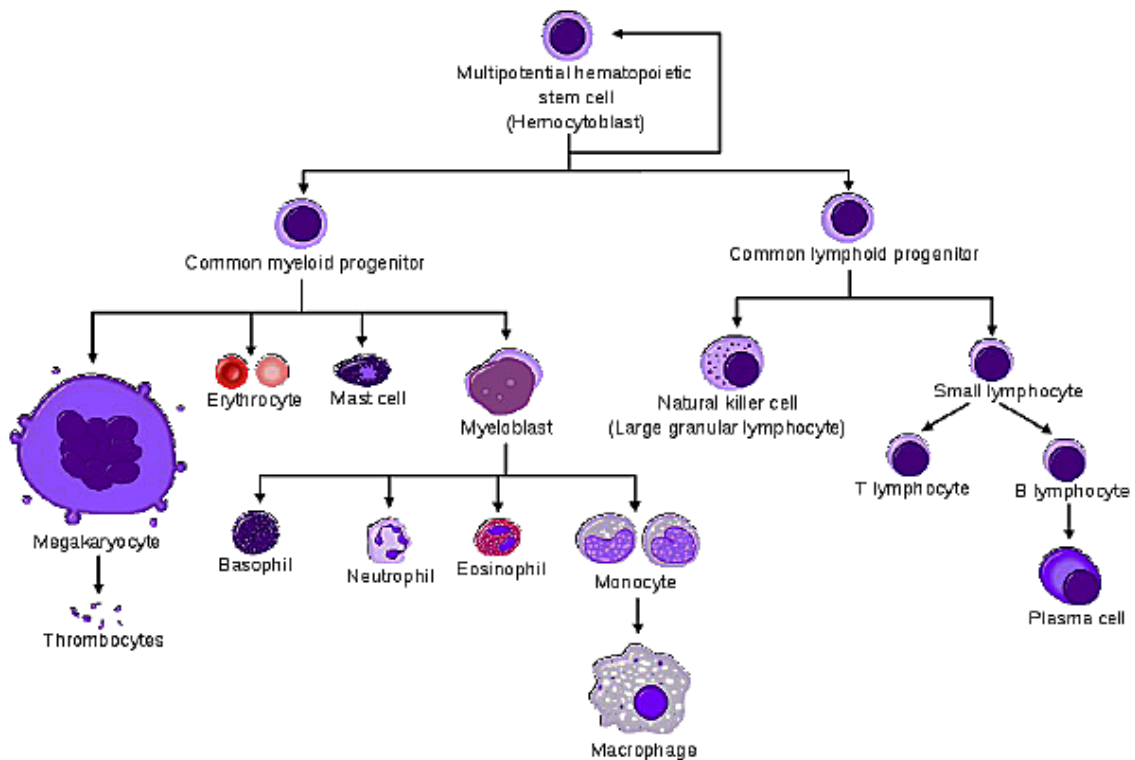 Multipotential hematopoietic
stem cell
(Hemocytoblast)
Common myeloid progenitor
Common lymphoid progenitor
Erythrocyte
Mast cell
Myeloblast
Natural killer cell
(Large granular lymphocyte)
Small lymphocyte
T lymphocyte
B lymphocyte
Megakaryocyte
Basophil
Neutrophil
Eosinophil
Monocyte
Plasma cell
Thrombocytes
Macrophage